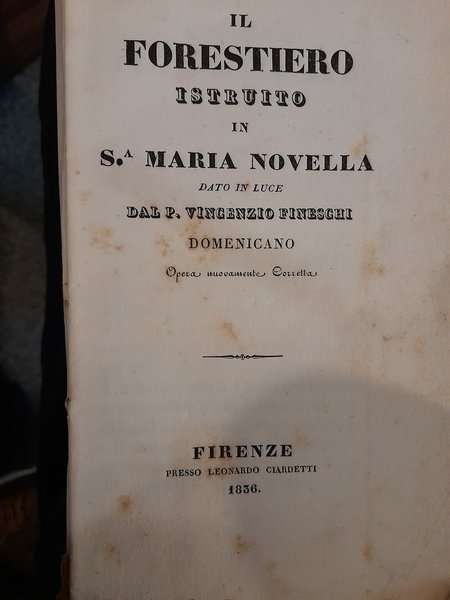 IL
FORESTIERO
ISTRUITO
IN
S.A MARIA NOVELLA
DATO IN LUCE
DAL P. VINCENZIO FINESCHI
DOMENICANO
Opera nuovamente Corretta
FIRENZE
PRESSO LEONARDO CIARDETTI
1836.